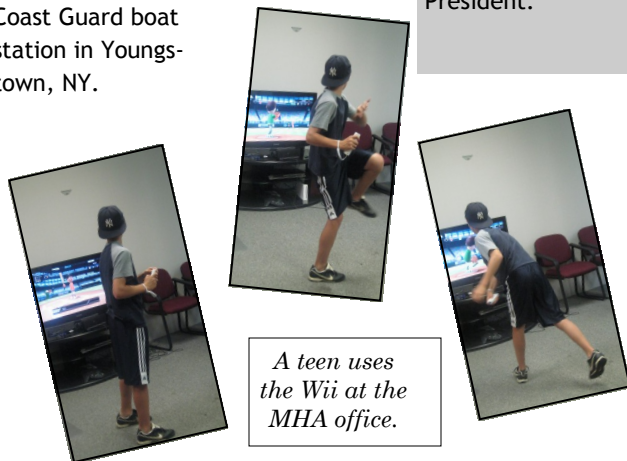 Coast Guard boat
station in Youngs-
town, NY.
President.
A teen uses
the Wii at the
MHA office.